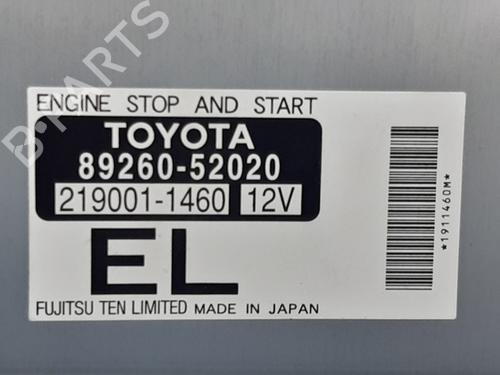 B-PARTS
ENGINE STOP AND START
TOYOTA
89260-52020
219001-1460 12V
EL
*1911460M*
FUJITSU TEN LIMITED MADE IN JAPAN